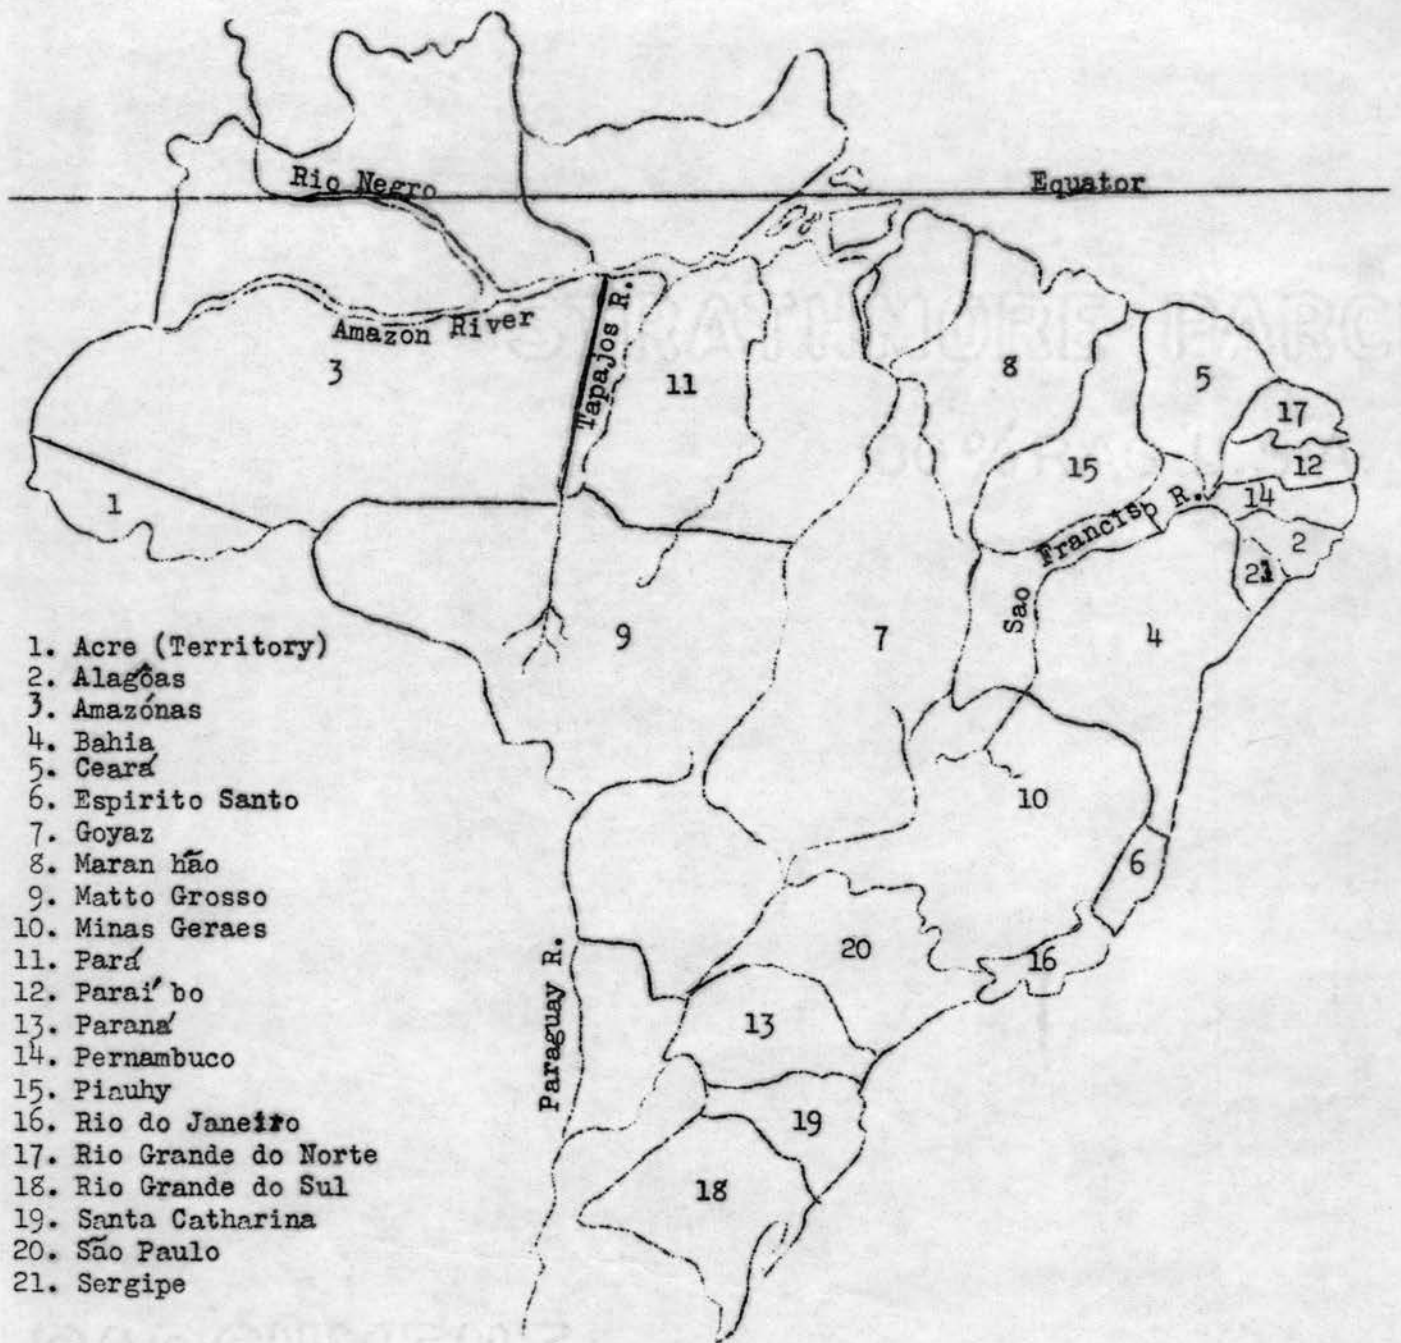 Rio Negro
Equator
Amazon River
Tapajos R.
3
11
8
5
17
12
15
14
1
Franciso R.
2
21
Sao
9
7
4
10
6
20
16
Paraguay R.
13
19
18
1. Acre (Territory)
2. Alagôas
3. Amazónas
4. Bahia
5. Ceará
6. Espirito Santo
7. Goyaz
8. Maran hão
9. Matto Grosso
10. Minas Geraes
11. Pará
12. Paraí bo
13. Paraná
14. Pernambuco
15. Piauhy
16. Rio do Janeiro
17. Rio Grande do Norte
18. Rio Grande do Sul
19. Santa Catharina
20. São Paulo
21. Sergipe
STRATHMORE PARC